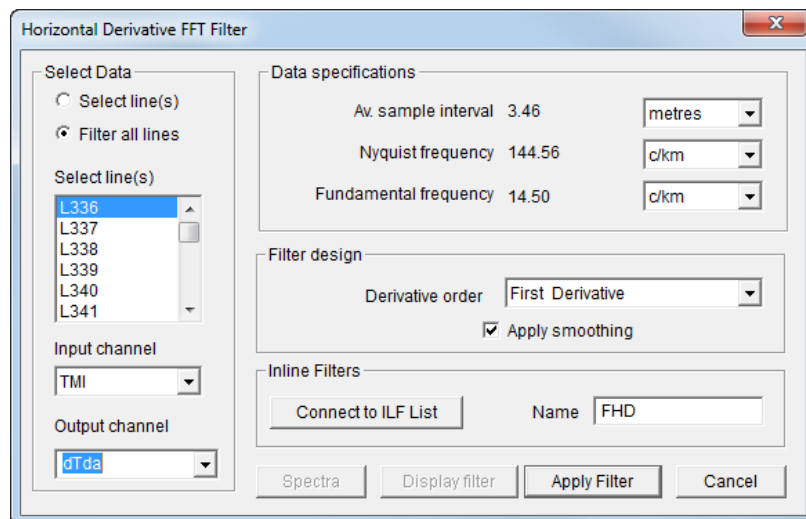 Horizontal Derivative FFT Filter
Select Data
Select line(s)
Filter all lines
Select line(s)
L336
L337
L338
L339
L340
L341
Input channel
TMI
Output channel
dTda
Data specifications
Av. sample interval 3.46 metres
Nyquist frequency 144.56 c/km
Fundamental frequency 14.50 c/km
Filter design
Derivative order First Derivative
Apply smoothing
Inline Filters
Connect to ILF List Name FHD
Spectra Display filter Apply Filter Cancel